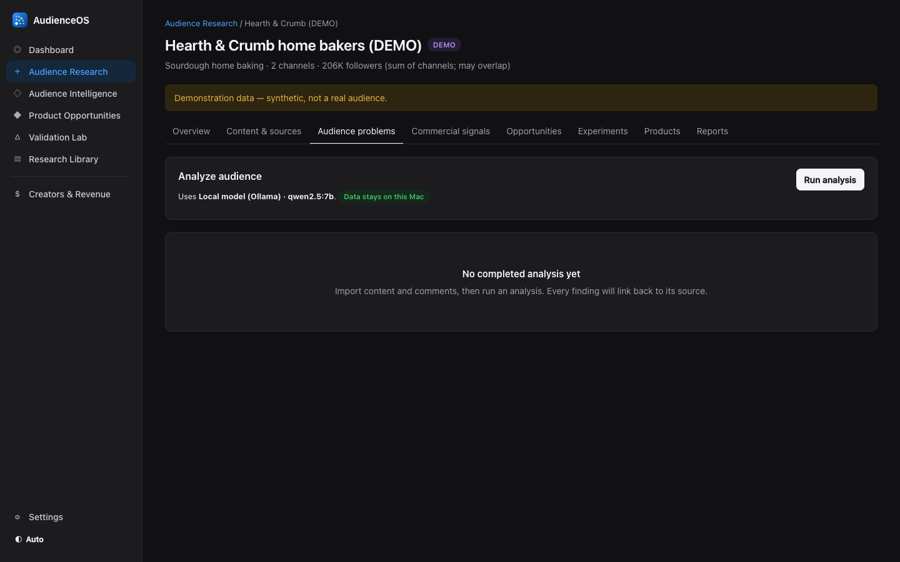 AudienceOS
Dashboard
Audience Research
Audience Intelligence
Product Opportunities
Validation Lab
Research Library
$ Creators & Revenue
Settings
Auto
Audience Research / Hearth & Crumb (DEMO)
Hearth & Crumb home bakers (DEMO) DEMO
Sourdough home baking · 2 channels · 206K followers (sum of channels; may overlap)
Demonstration data — synthetic, not a real audience.
Overview Content & sources Audience problems Commercial signals Opportunities Experiments Products Reports
Analyze audience
Run analysis
Uses Local model (Ollama) · qwen2.5:7b. Data stays on this Mac
No completed analysis yet
Import content and comments, then run an analysis. Every finding will link back to its source.